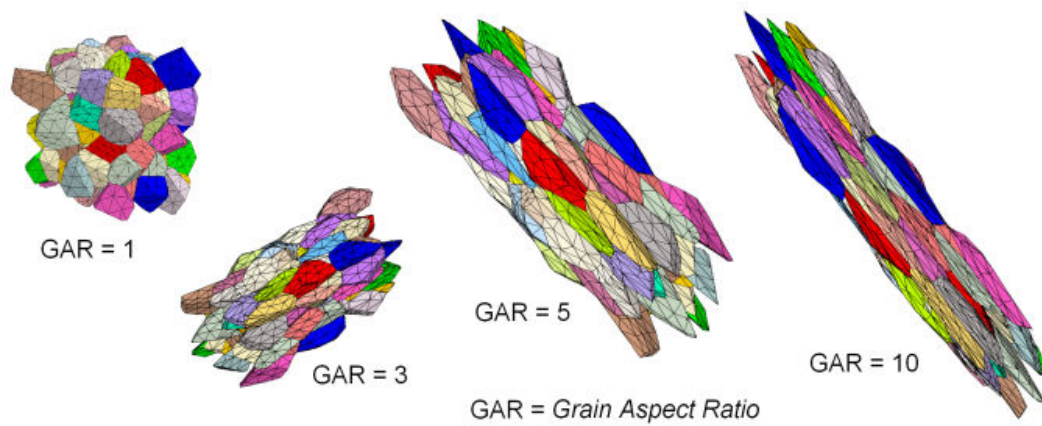 GAR = 1
GAR = 3
GAR = 5
GAR = 10
GAR = Grain Aspect Ratio